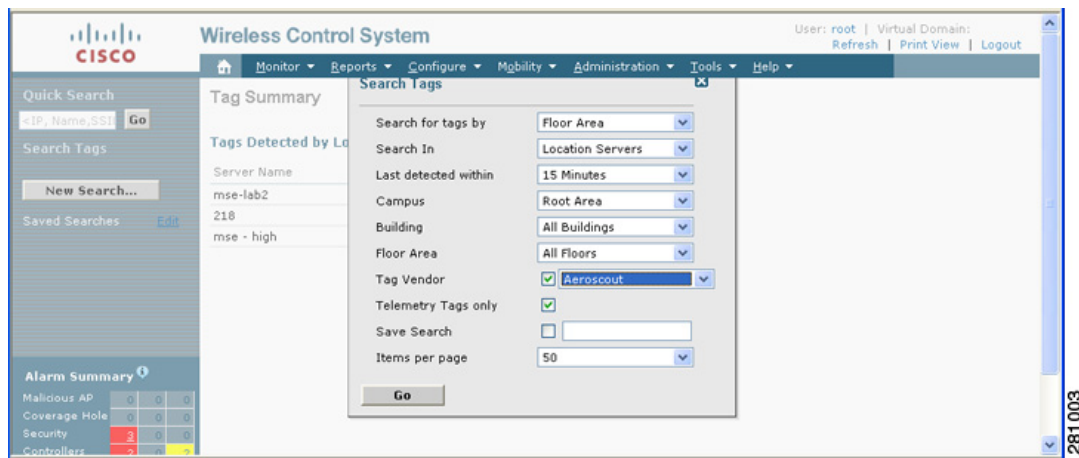 CISCO
Wireless Control System
User: root | Virtual Domain:
Refresh | Print View | Logout
Monitor Reports Configure Mobility Administration Tools Help
Quick Search
<IP, Name,SSI Go
Search Tags
New Search...
Saved Searches Edit
Tag Summary
Tags Detected by Lo
Server Name
mse-lab2
218
mse - high
Search Tags
Search for tags by Floor Area
Search In Location Servers
Last detected within 15 Minutes
Campus Root Area
Building All Buildings
Floor Area All Floors
Tag Vendor Aeroscout
Telemetry Tags only
Save Search
Items per page 50
Go
Alarm Summary
Malicious AP 0 0 0
Coverage Hole 0 0 0
Security 3 0 0
Controllers 0
281003